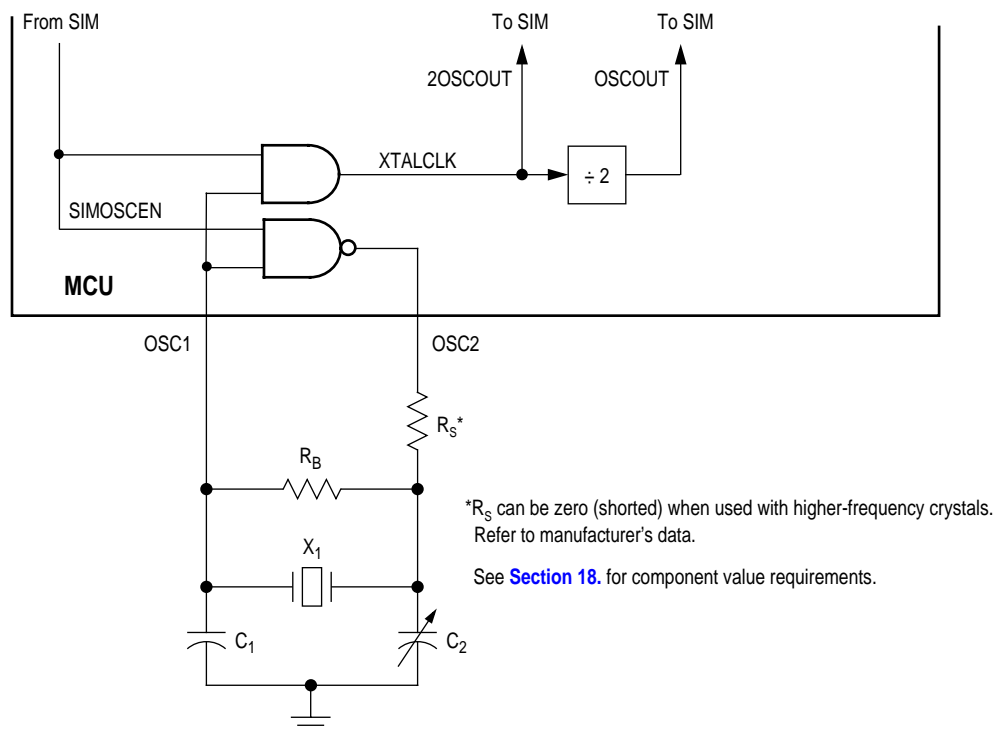 From SIM
To SIM
To SIM
2OSCOUT
OSCOUT
XTALCLK
÷ 2
SIMOSCEN
MCU
OSC1
OSC2
RS*
RB
*RS can be zero (shorted) when used with higher-frequency crystals.
Refer to manufacturer’s data.
X1
See Section 18. for component value requirements.
C1
C2